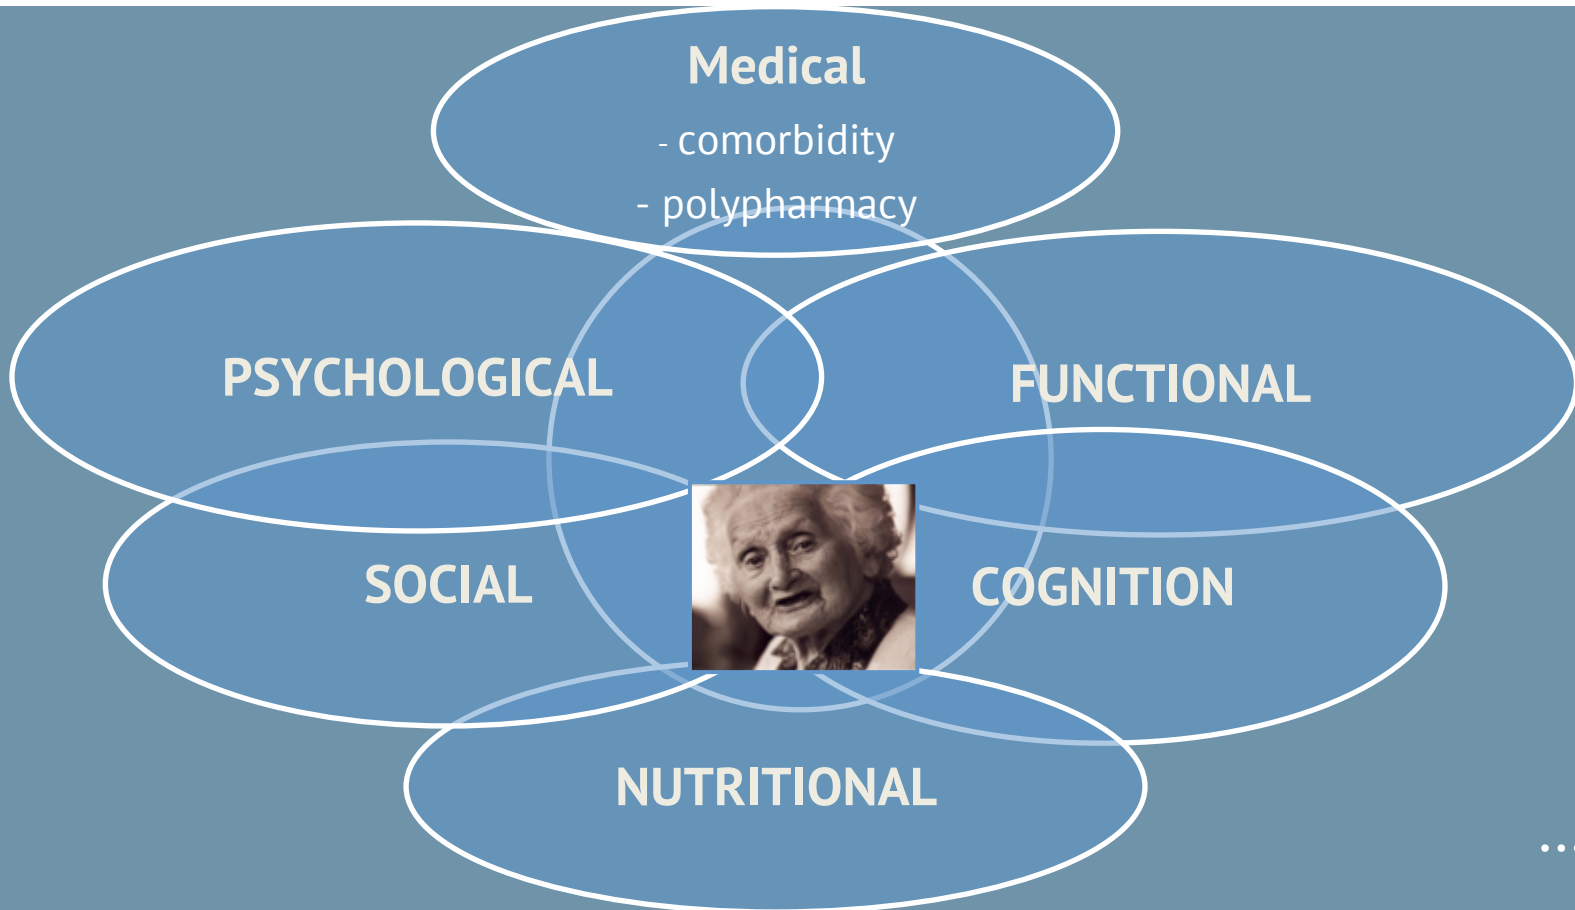 Medical
- comorbidity
- polypharmacy
PSYCHOLOGICAL
FUNCTIONAL
SOCIAL
COGNITION
NUTRITIONAL
...